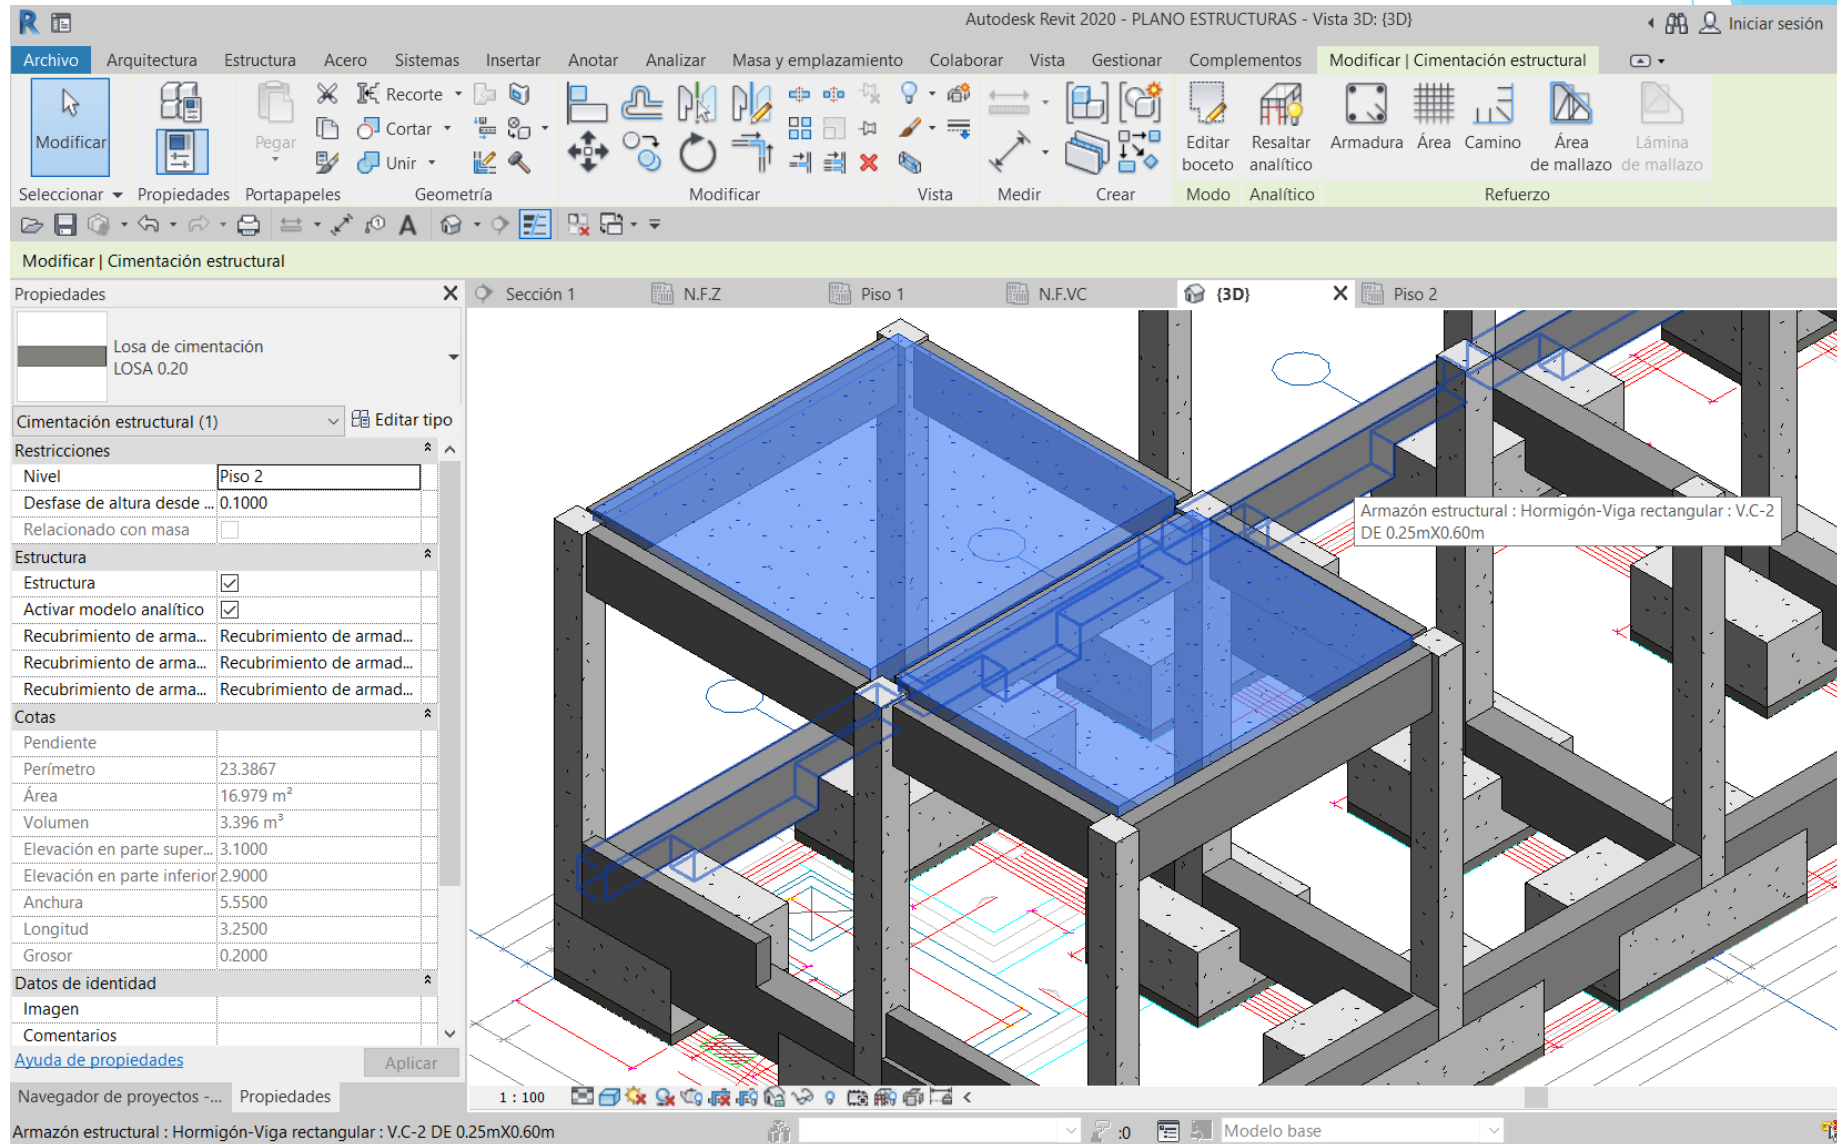 Autodesk Revit 2020 - PLANO ESTRUCTURAS - Vista 3D: {3D}
Iniciar sesión
Archivo Arquitectura Estructura Acero Sistemas Insertar Anotar Analizar Masa y emplazamiento Colaborar Vista Gestionar Complementos Modificar | Cimentación estructural
Modificar
Pegar
Recorte
Cortar
Unir
Editar boceto
Resaltar analítico
Armadura
Área
Camino
Área de mallazo
Lámina de mallazo
Seleccionar Propiedades Portapapeles Geometría Modificar Vista Medir Crear Modo Analítico Refuerzo
A
Modificar | Cimentación estructural
Propiedades
Sección 1 N.F.Z Piso 1 N.F.VC {3D} Piso 2
Losa de cimentación
LOSA 0.20
Cimentación estructural (1) Editar tipo
Restricciones
Nivel Piso 2
Desfase de altura desde ... 0.1000
Relacionado con masa
Estructura
Estructura
Activar modelo analítico
Recubrimiento de arma... Recubrimiento de armad...
Recubrimiento de arma... Recubrimiento de armad...
Recubrimiento de arma... Recubrimiento de armad...
Cotas
Pendiente
Perímetro 23.3867
Área 16.979 m²
Volumen 3.396 m³
Elevación en parte super... 3.1000
Elevación en parte inferior 2.9000
Anchura 5.5500
Longitud 3.2500
Grosor 0.2000
Datos de identidad
Imagen
Comentarios
Ayuda de propiedades Aplicar
Navegador de proyectos -... Propiedades
Armazón estructural : Hormigón-Viga rectangular : V.C-2
DE 0.25mX0.60m
1 : 100
Armazón estructural : Hormigón-Viga rectangular : V.C-2 DE 0.25mX0.60m
:0
Modelo base